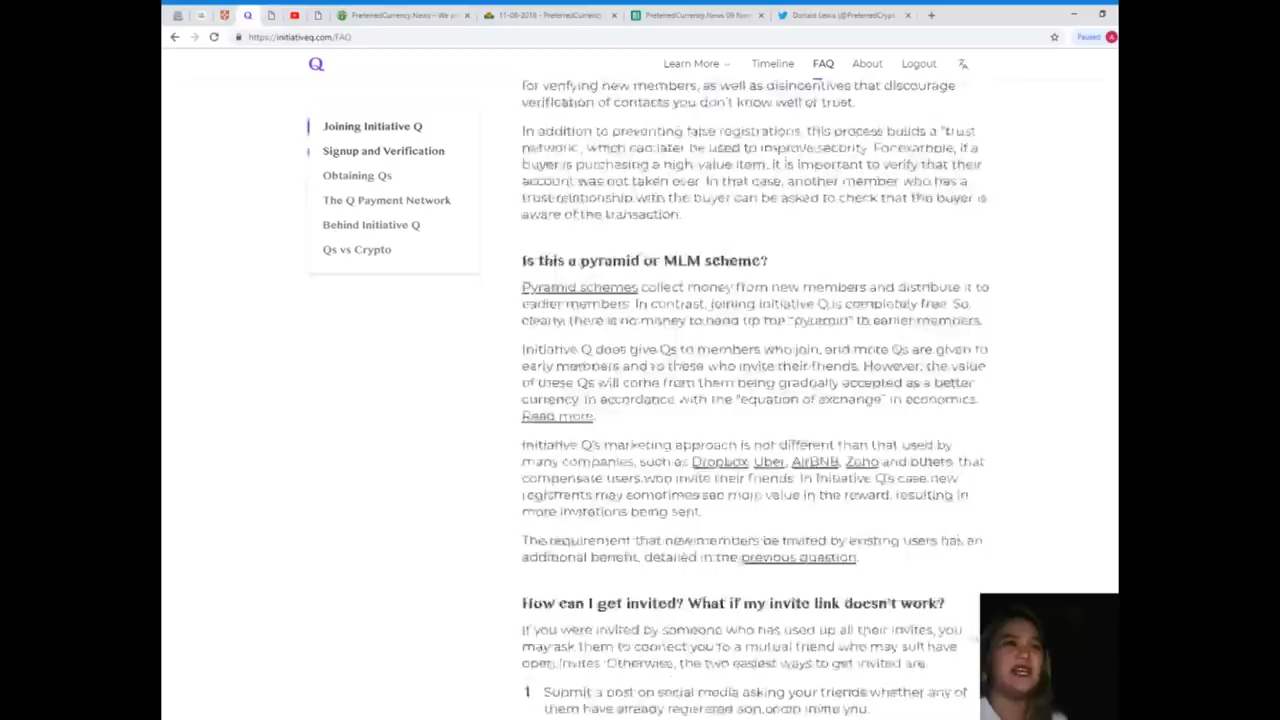 PreferredCurrency.News – We pr
11-08-2018 - PreferredCurrency.
PreferredCurrency.News 09 Nov
Donald Lewis (@PreferredCryp
https://initiativeq.com/FAQ
Paused
Q
Learn More
Timeline
FAQ
About
Logout
Joining Initiative Q
Signup and Verification
Obtaining Qs
The Q Payment Network
Behind Initiative Q
Qs vs Crypto
for verifying new members, as well as disincentives that discourage
verification of contacts you don't know well or trust.
In addition to preventing false registrations, this process builds a "trust
network", which can later be used to improve security. For example, if a
buyer is purchasing a high-value item, it is important to verify that their
account was not taken over. In that case, another member who has a
trust relationship with the buyer can be asked to check that the buyer is
aware of the transaction.
Is this a pyramid or MLM scheme?
Pyramid schemes collect money from new members and distribute it to
earlier members. In contrast, joining Initiative Q is completely free. So
clearly, there is no money to hand up the "pyramid" to earlier members.
Initiative Q does give Qs to members who join, and more Qs are given to
early members and to those who invite their friends. However, the value
of these Qs will come from them being gradually accepted as a better
currency, in accordance with the "equation of exchange" in economics.
Read more.
Initiative Q's marketing approach is not different than that used by
many companies, such as Dropbox, Uber, AirBNB, Zoho and others that
compensate users who invite their friends. In Initiative Q's case new
registrants may sometimes see more value in the reward, resulting in
more invitations being sent.
The requirement that new members be invited by existing users has an
additional benefit, detailed in the previous question.
How can I get invited? What if my invite link doesn't work?
If you were invited by someone who has used up all their invites, you
may ask them to connect you to a mutual friend who may still have
open invites. Otherwise, the two easiest ways to get invited are:
1 Submit a post on social media asking your friends whether any of
them have already registered and can invite you.